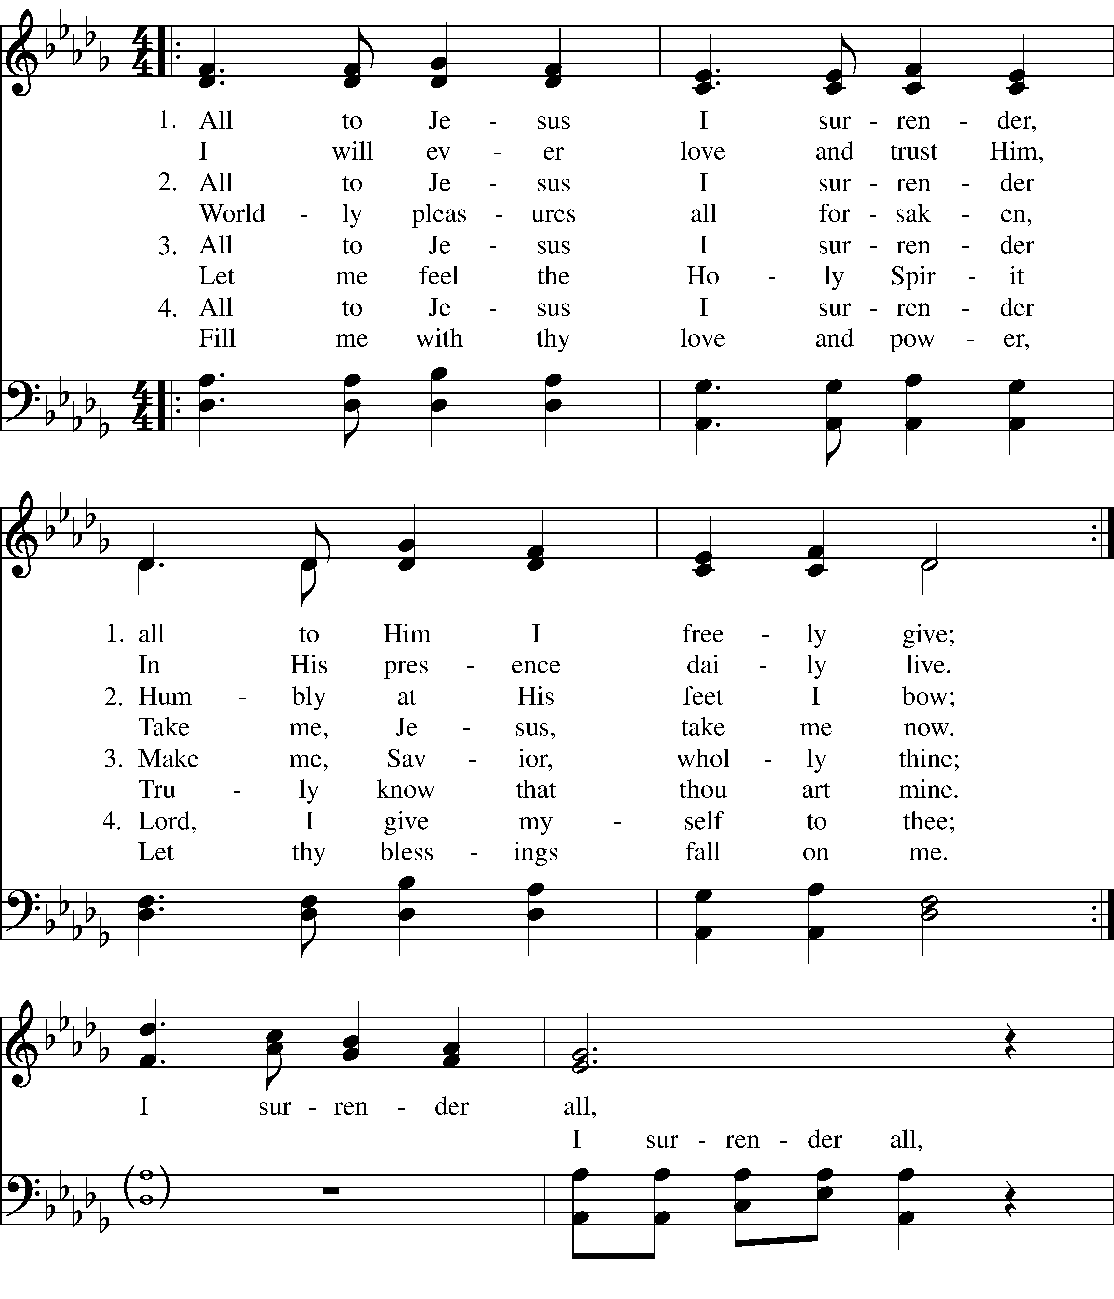 1. All to Je - sus I sur - ren - der,
I will ev - er love and trust Him,
2. All to Je - sus I sur - ren - der
World - ly pleas - ures all for - sak - en,
3. All to Je - sus I sur - ren - der
Let me feel the Ho - ly Spir - it
4. All to Je - sus I sur - ren - der
Fill me with thy love and pow - er,
1. all to Him I free - ly give;
In His pres - ence dai - ly live.
2. Hum - bly at His feet I bow;
Take me, Je - sus, take me now.
3. Make me, Sav - ior, whol - ly thine;
Tru - ly know that thou art mine.
4. Lord, I give my - self to thee;
Let thy bless - ings fall on me.
I sur - ren - der all,
I sur - ren - der all,